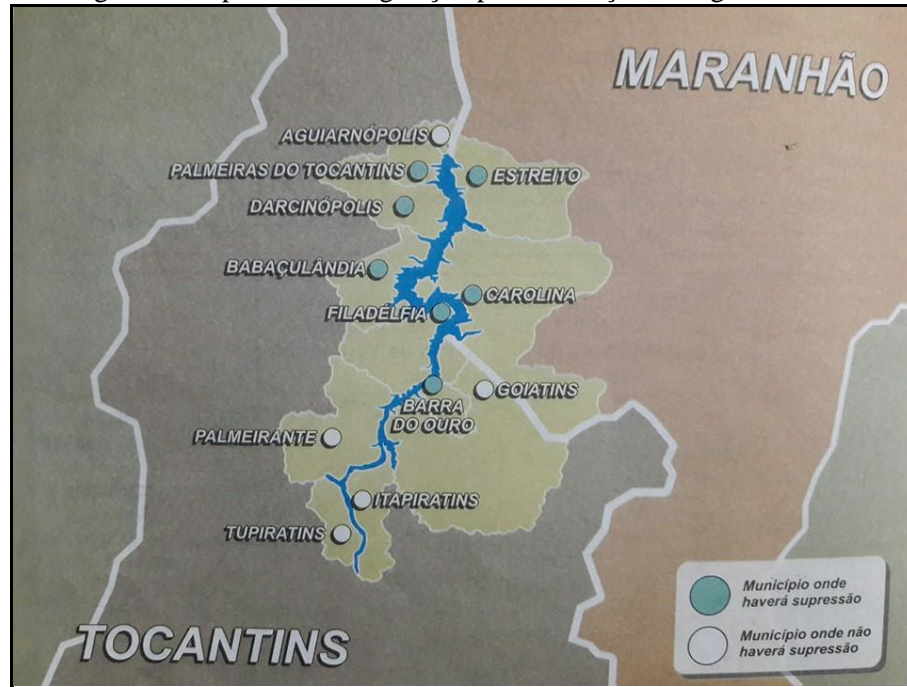 MARANHÃO
AGUIARNÓPOLIS
PALMEIRAS DO TOCANTINS
ESTREITO
DARCINÓPOLIS
BABAÇULÂNDIA
CAROLINA
FILADÉLFIA
GOIATINS
BARRA
DO OURO
PALMEIRANTE
ITAPIRATINS
TUPIRATINS
TOCANTINS
Município onde
haverá supressão
Município onde não
haverá supressão